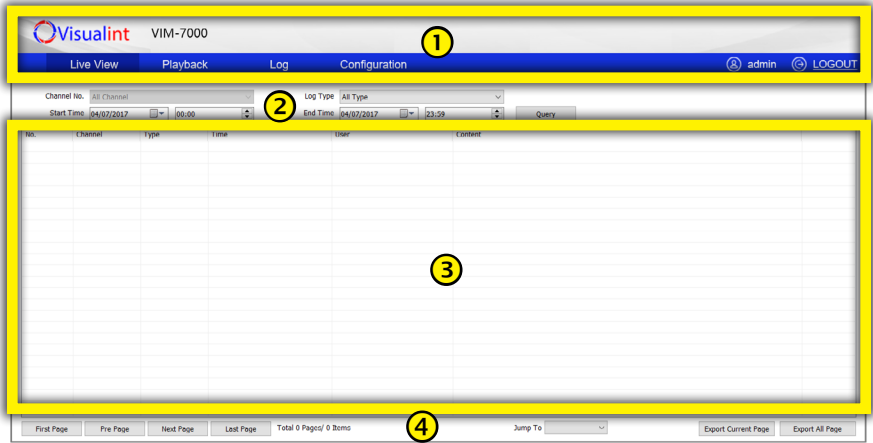 Visualint VIM-7000
1
Live View Playback Log Configuration admin LOGOUT
Channel No. All Channel Log Type All Type
2
Start Time 04/07/2017 00:00 End Time 04/07/2017 23:59 Query
No. Channel Type Time User Content
3
First Page Pre Page Next Page Last Page Total 0 Pages/ 0 Items 4 Jump To Export Current Page Export All Page